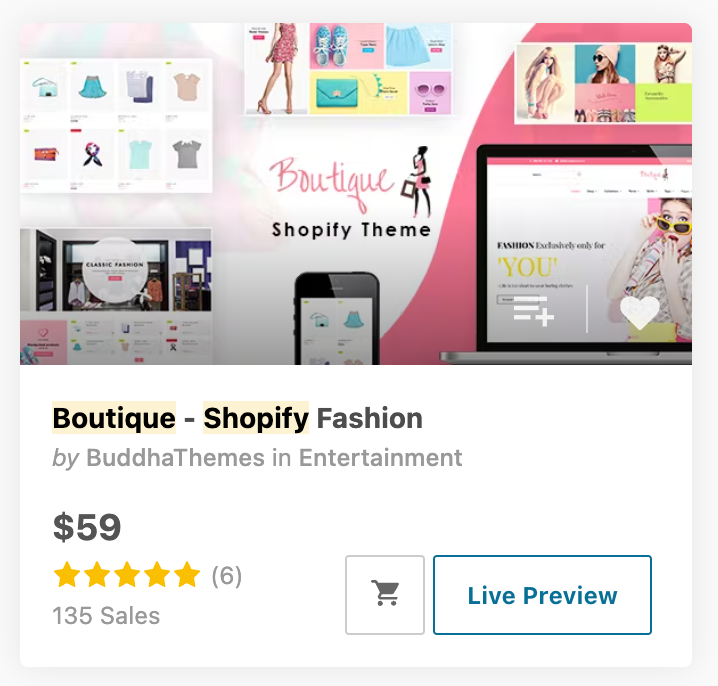 Boutique
Shopify Theme
CLASSIC FASHION
FASHION Exclusively only for
'YOU'
Boutique - Shopify Fashion
by BuddhaThemes in Entertainment
$59
(6)
135 Sales
Live Preview